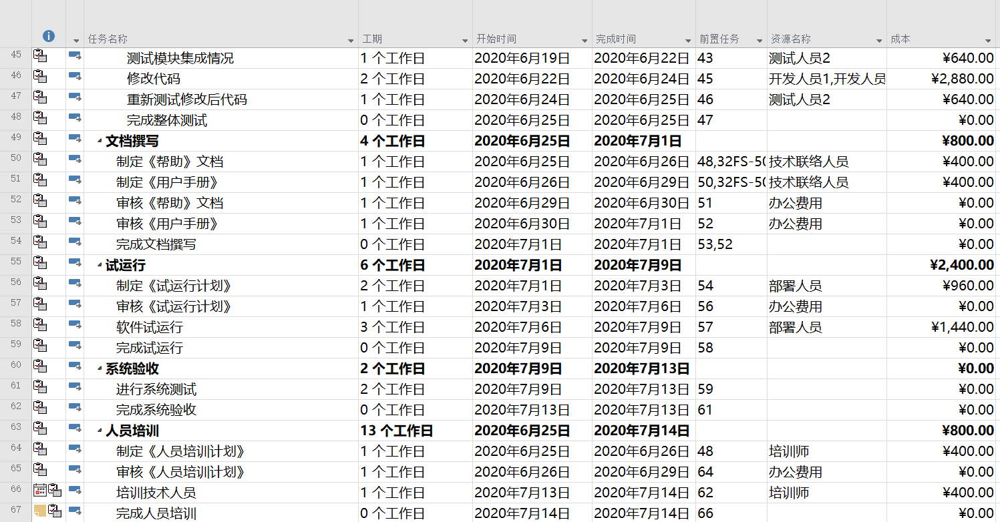 任务名称 工期 开始时间 完成时间 前置任务 资源名称 成本
45 测试模块集成情况 1 个工作日 2020年6月19日 2020年6月22日 43 测试人员2 ¥640.00
46 修改代码 2 个工作日 2020年6月22日 2020年6月24日 45 开发人员1,开发人员 ¥2,880.00
47 重新测试修改后代码 1 个工作日 2020年6月24日 2020年6月25日 46 测试人员2 ¥640.00
48 完成整体测试 0 个工作日 2020年6月25日 2020年6月25日 47 ¥0.00
49 文档撰写 4 个工作日 2020年6月25日 2020年7月1日 ¥800.00
50 制定《帮助》文档 1 个工作日 2020年6月25日 2020年6月26日 48,32FS-50 技术联络人员 ¥400.00
51 制定《用户手册》 1 个工作日 2020年6月26日 2020年6月29日 50,32FS-50 技术联络人员 ¥400.00
52 审核《帮助》文档 1 个工作日 2020年6月29日 2020年6月30日 51 办公费用 ¥0.00
53 审核《用户手册》 1 个工作日 2020年6月30日 2020年7月1日 52 办公费用 ¥0.00
54 完成文档撰写 0 个工作日 2020年7月1日 2020年7月1日 53,52 ¥0.00
55 试运行 6 个工作日 2020年7月1日 2020年7月9日 ¥2,400.00
56 制定《试运行计划》 2 个工作日 2020年7月1日 2020年7月3日 54 部署人员 ¥960.00
57 审核《试运行计划》 1 个工作日 2020年7月3日 2020年7月6日 56 办公费用 ¥0.00
58 软件试运行 3 个工作日 2020年7月6日 2020年7月9日 57 部署人员 ¥1,440.00
59 完成试运行 0 个工作日 2020年7月9日 2020年7月9日 58 ¥0.00
60 系统验收 2 个工作日 2020年7月9日 2020年7月13日 ¥0.00
61 进行系统测试 2 个工作日 2020年7月9日 2020年7月13日 59 ¥0.00
62 完成系统验收 0 个工作日 2020年7月13日 2020年7月13日 61 ¥0.00
63 人员培训 13 个工作日 2020年6月25日 2020年7月14日 ¥800.00
64 制定《人员培训计划》 1 个工作日 2020年6月25日 2020年6月26日 48 培训师 ¥400.00
65 审核《人员培训计划》 1 个工作日 2020年6月26日 2020年6月29日 64 办公费用 ¥0.00
66 培训技术人员 1 个工作日 2020年7月13日 2020年7月14日 62 培训师 ¥400.00
67 完成人员培训 0 个工作日 2020年7月14日 2020年7月14日 66 ¥0.00